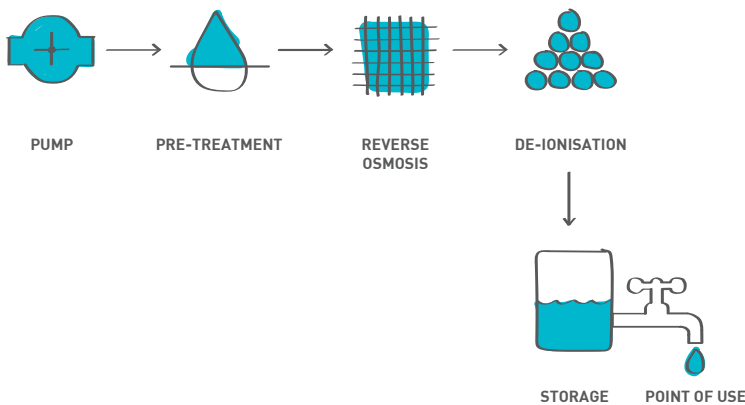 PUMP
PRE-TREATMENT
REVERSE
OSMOSIS
DE-IONISATION
STORAGE
POINT OF USE